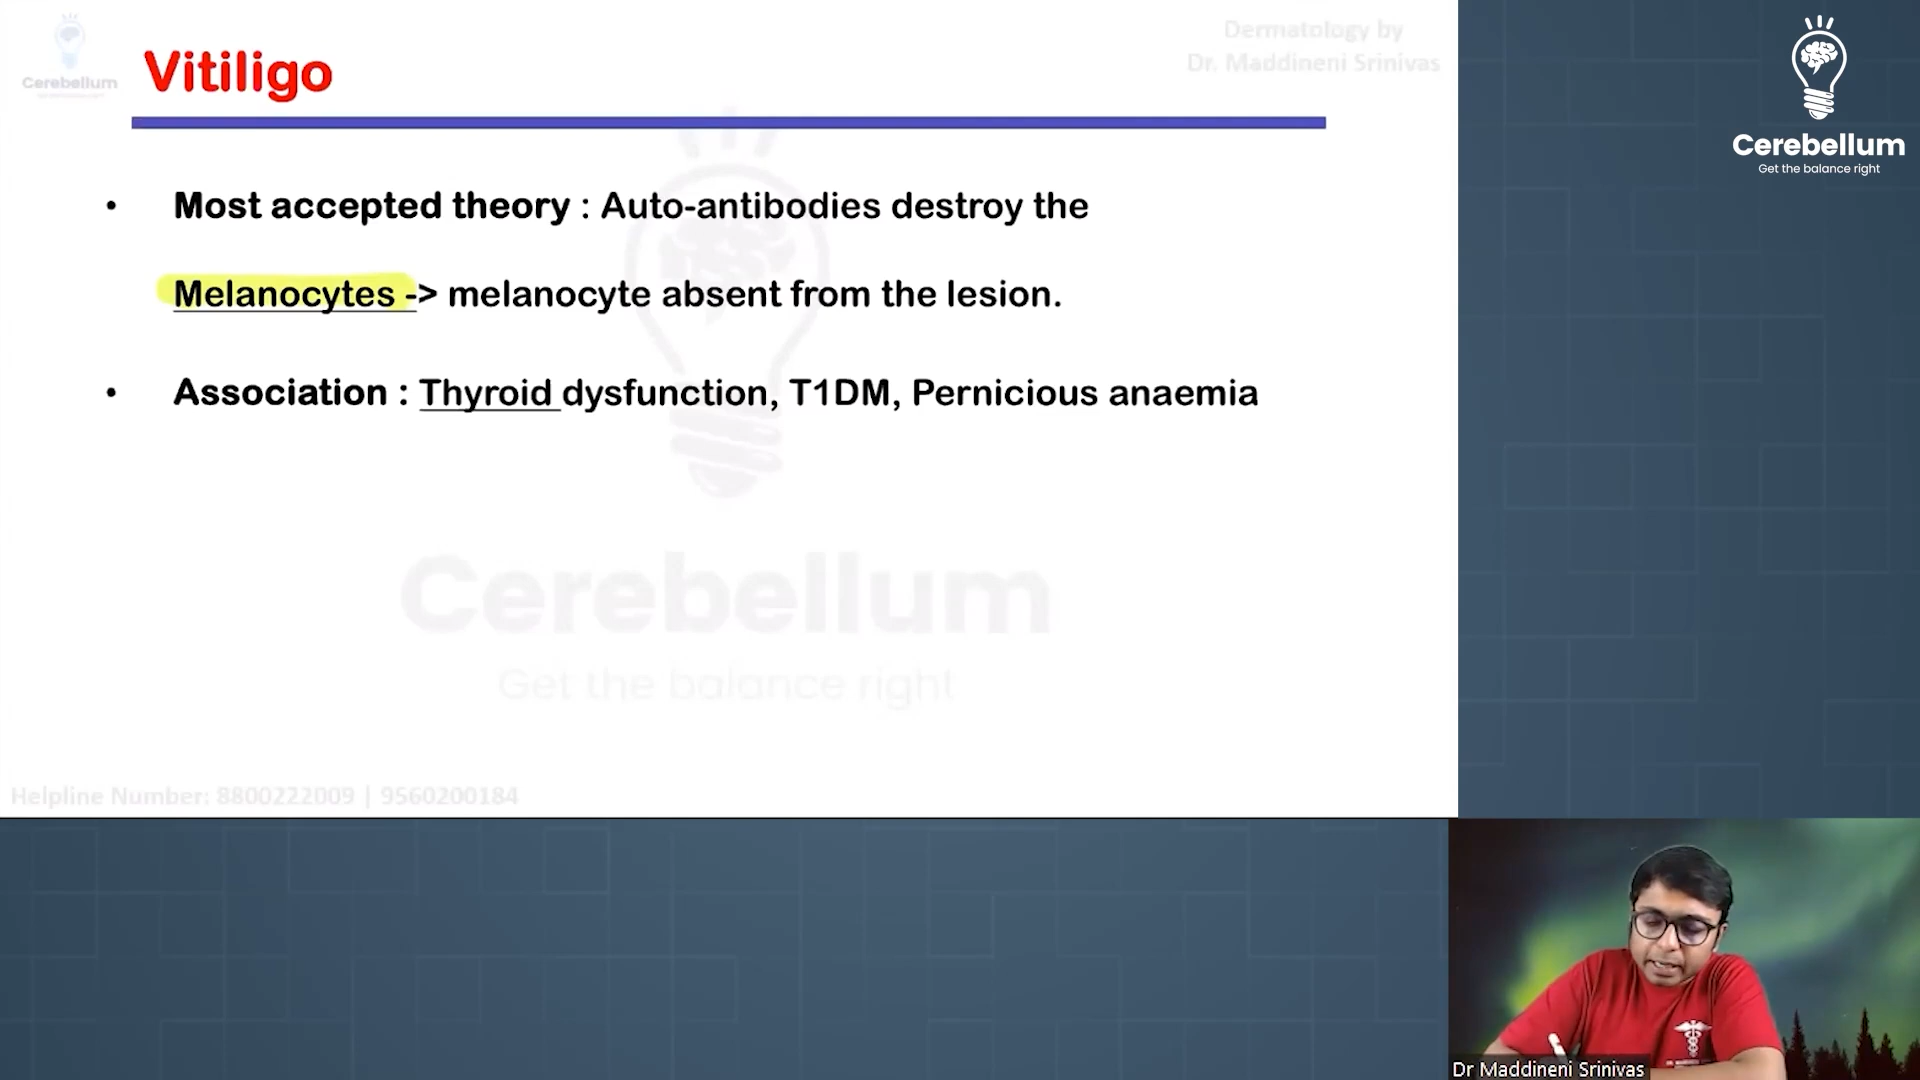 Cerebellum
Vitiligo
Dermatology by
Dr. Maddineni Srinivas
Cerebellum
Get the balance right
• Most accepted theory : Auto-antibodies destroy the
Melanocytes -> melanocyte absent from the lesion.
• Association : Thyroid dysfunction, T1DM, Pernicious anaemia
Cerebellum
Get the balance right
Helpline Number: 8800222009 | 9560200184
Dr Maddineni Srinivas